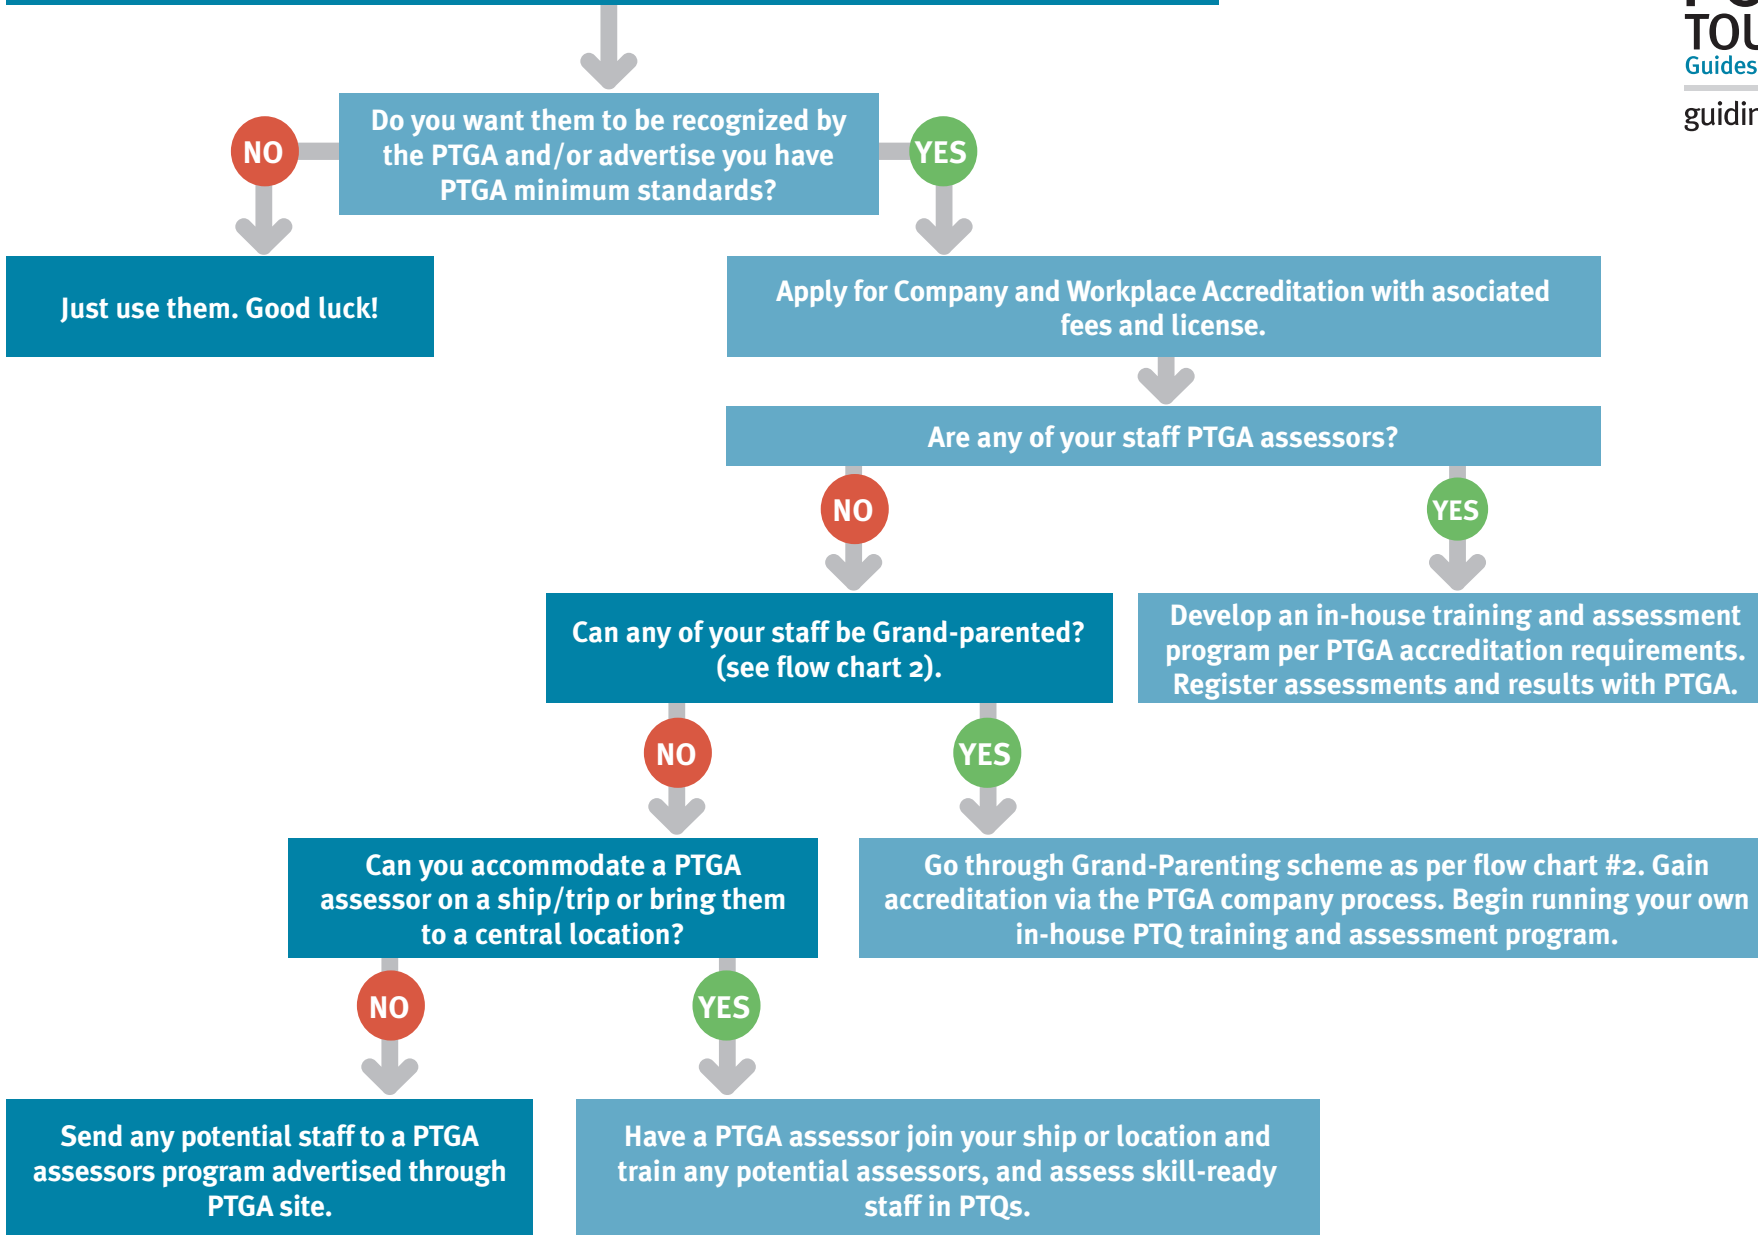 TOU
Guides
guidin
Do you want them to be recognized by
the PTGA and/or advertise you have
PTGA minimum standards?
NO
YES
Just use them. Good luck!
Apply for Company and Workplace Accreditation with asociated
fees and license.
Are any of your staff PTGA assessors?
NO
YES
Can any of your staff be Grand-parented?
(see flow chart 2).
Develop an in-house training and assessment
program per PTGA accreditation requirements.
Register assessments and results with PTGA.
NO
YES
Can you accommodate a PTGA
assessor on a ship/trip or bring them
to a central location?
Go through Grand-Parenting scheme as per flow chart #2. Gain
accreditation via the PTGA company process. Begin running your own
in-house PTQ training and assessment program.
NO
YES
Send any potential staff to a PTGA
assessors program advertised through
PTGA site.
Have a PTGA assessor join your ship or location and
train any potential assessors, and assess skill-ready
staff in PTQs.